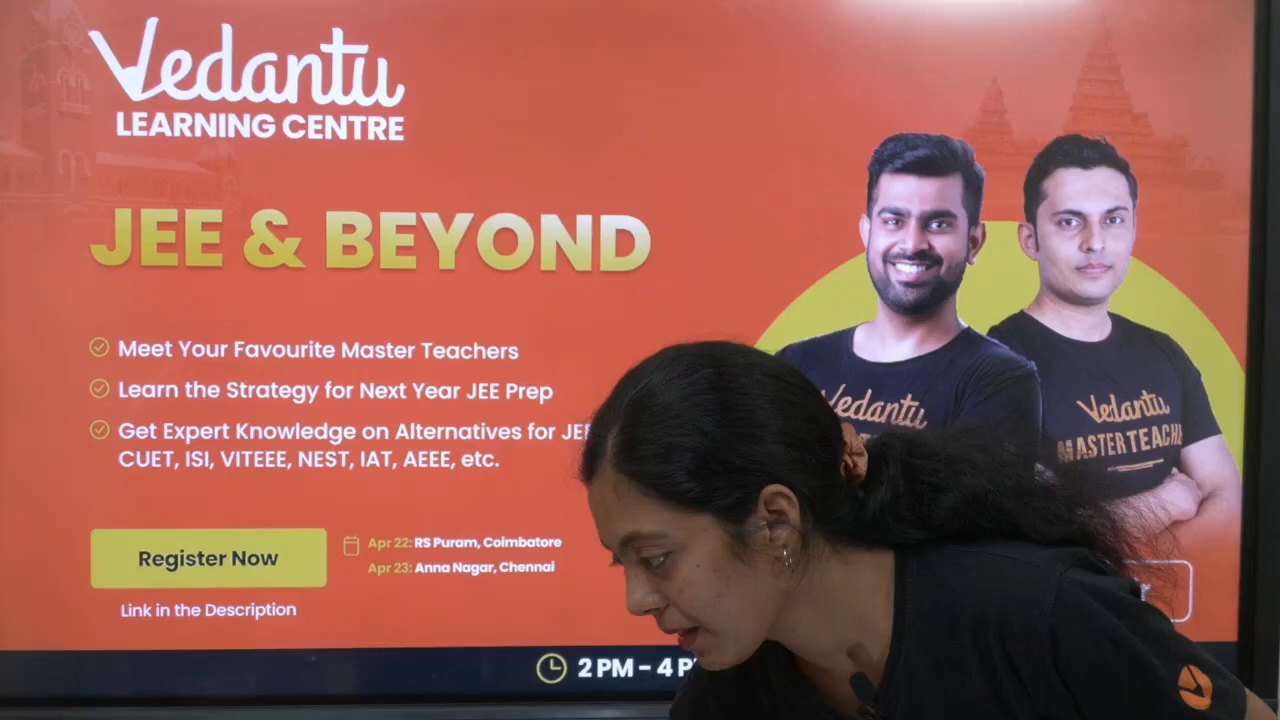 Vedantu
LEARNING CENTRE
JEE & BEYOND
Meet Your Favourite Master Teachers
Learn the Strategy for Next Year JEE Prep
Get Expert Knowledge on Alternatives for
CUET, ISI, VITEEE, NEST, IAT, AEEE, etc.
Register Now
Apr 22: RS Puram, Coimbatore
Apr 23: Anna Nagar, Chennai
Link in the Description
2 PM - 4
Vedantu
Vedantu
MASTER